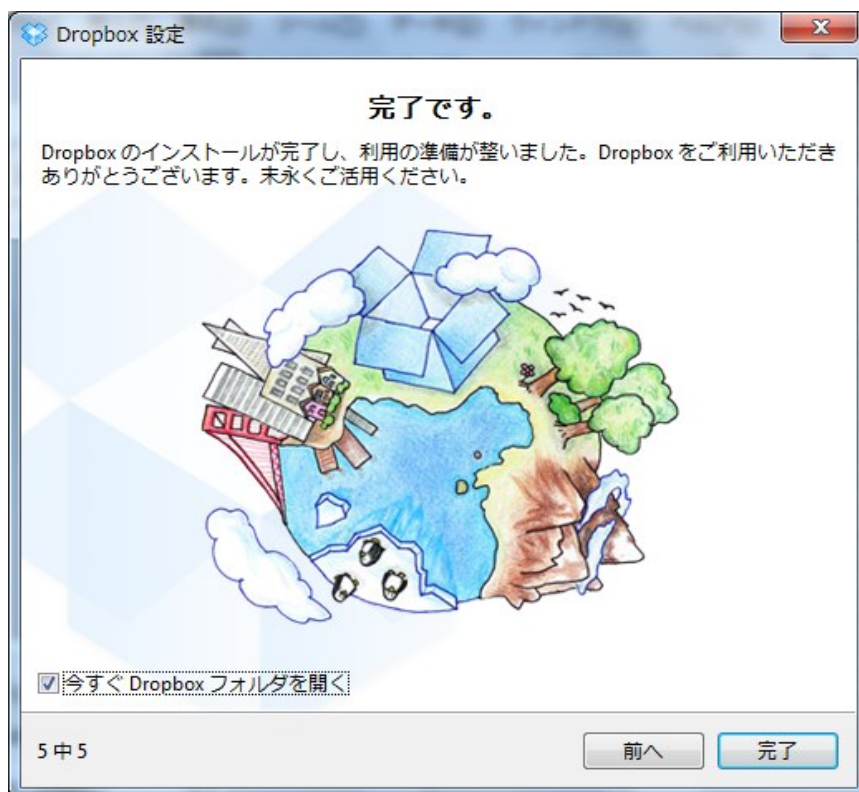 Dropbox 設定
完了です。
Dropbox のインストールが完了し、利用の準備が整いました。Dropbox をご利用いただき
ありがとうございます。末永くご活用ください。
今すぐ Dropbox フォルダを開く
5 中 5
前へ
完了